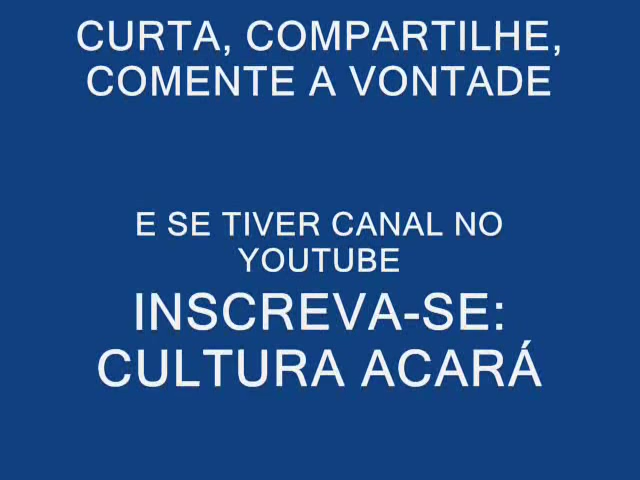 CURTA, COMPARTILHE,
COMENTE A VONTADE
E SE TIVER CANAL NO
YOUTUBE
INSCREVA-SE:
CULTURA ACARÁ